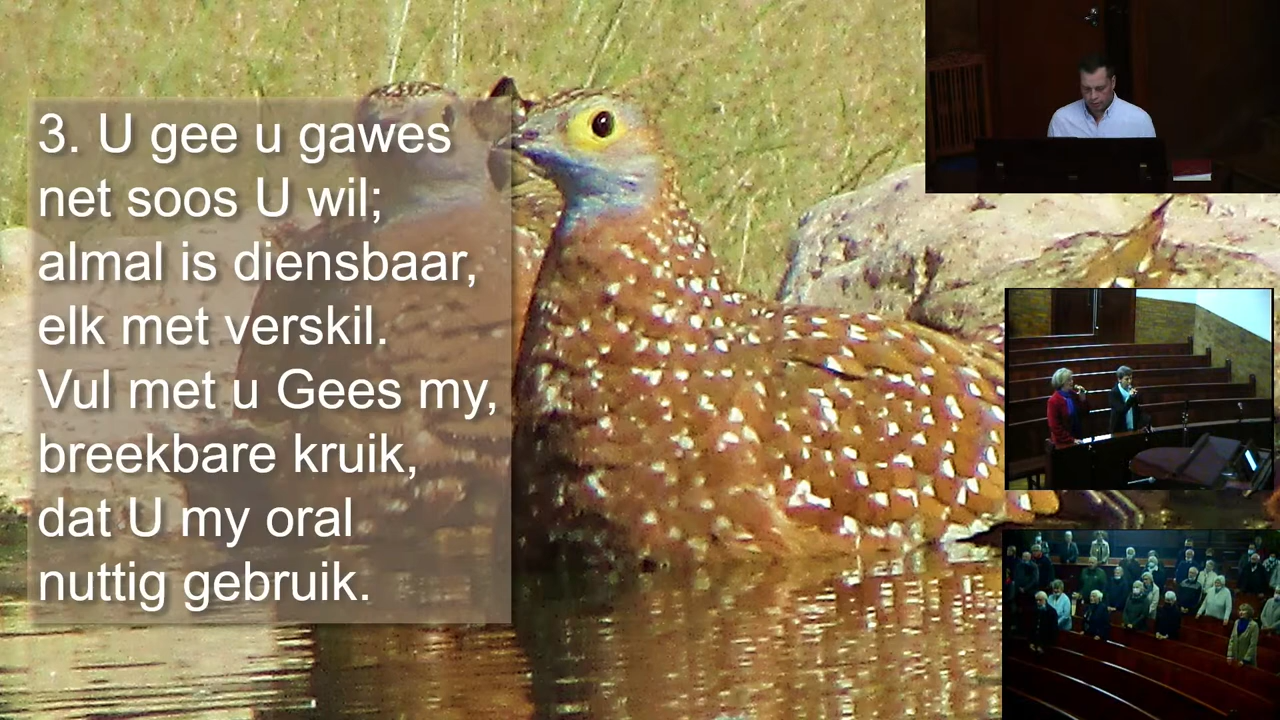 3. U gee u gawes
net soos U wil;
almal is diensbaar,
elk met verskil.
Vul met u Gees my,
breekbare kruik,
dat U my oral
nuttig gebruik.